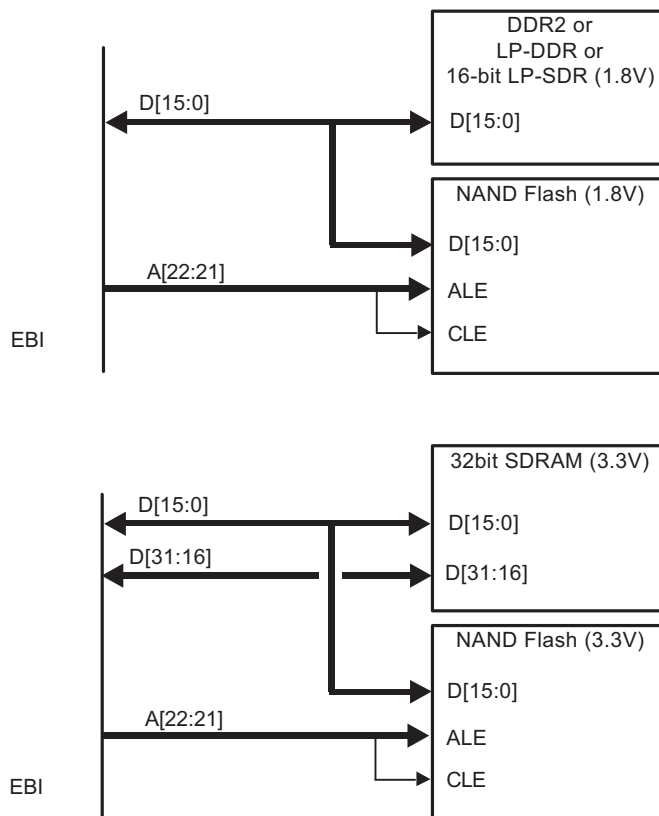 DDR2 or
LP-DDR or
16-bit LP-SDR (1.8V)
D[15:0]
D[15:0]
NAND Flash (1.8V)
D[15:0]
A[22:21]
ALE
EBI
CLE
32bit SDRAM (3.3V)
D[15:0]
D[15:0]
D[31:16]
D[31:16]
NAND Flash (3.3V)
D[15:0]
A[22:21]
ALE
EBI
CLE